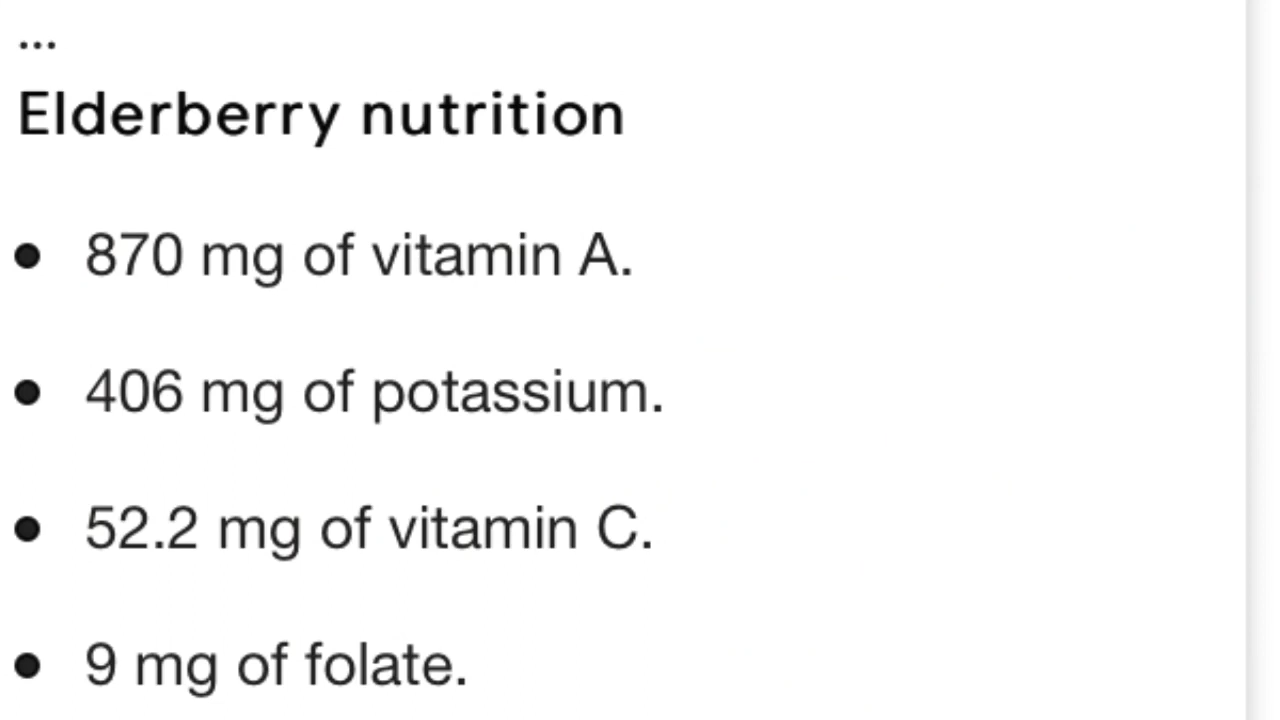 ...
Elderberry nutrition
• 870 mg of vitamin A.
• 406 mg of potassium.
• 52.2 mg of vitamin C.
• 9 mg of folate.